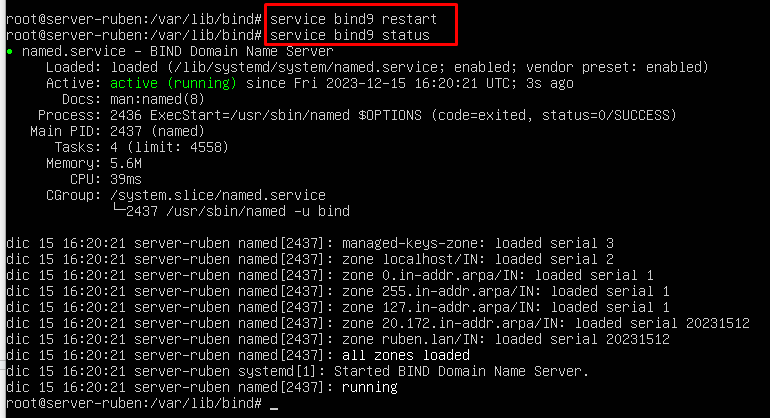 root@server-ruben:/var/lib/bind# service bind9 restart
root@server-ruben:/var/lib/bind# service bind9 status
● named.service - BIND Domain Name Server
Loaded: loaded (/lib/systemd/system/named.service; enabled; vendor preset: enabled)
Active: active (running) since Fri 2023-12-15 16:20:21 UTC; 3s ago
Docs: man:named(8)
Process: 2436 ExecStart=/usr/sbin/named $OPTIONS (code=exited, status=0/SUCCESS)
Main PID: 2437 (named)
Tasks: 4 (limit: 4558)
Memory: 5.6M
CPU: 39ms
CGroup: /system.slice/named.service
└─2437 /usr/sbin/named -u bind
dic 15 16:20:21 server-ruben named[2437]: managed-keys-zone: loaded serial 3
dic 15 16:20:21 server-ruben named[2437]: zone localhost/IN: loaded serial 2
dic 15 16:20:21 server-ruben named[2437]: zone 0.in-addr.arpa/IN: loaded serial 1
dic 15 16:20:21 server-ruben named[2437]: zone 255.in-addr.arpa/IN: loaded serial 1
dic 15 16:20:21 server-ruben named[2437]: zone 127.in-addr.arpa/IN: loaded serial 1
dic 15 16:20:21 server-ruben named[2437]: zone 20.172.in-addr.arpa/IN: loaded serial 20231512
dic 15 16:20:21 server-ruben named[2437]: zone ruben.lan/IN: loaded serial 20231512
dic 15 16:20:21 server-ruben named[2437]: all zones loaded
dic 15 16:20:21 server-ruben systemd[1]: Started BIND Domain Name Server.
dic 15 16:20:21 server-ruben named[2437]: running
root@server-ruben:/var/lib/bind# _